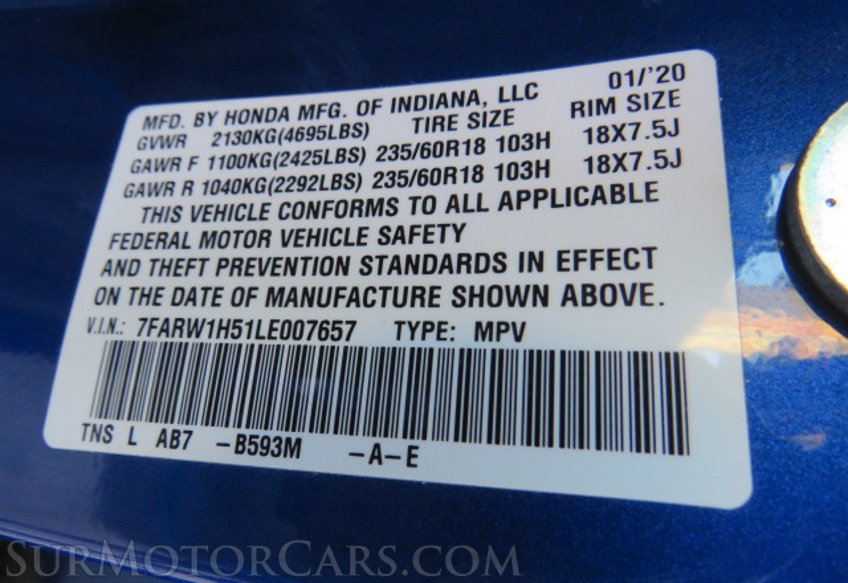 MFD. BY HONDA MFG. OF INDIANA, LLC 01/'20
GVWR 2130KG(4695LBS) TIRE SIZE RIM SIZE
GAWR F 1100KG(2425LBS) 235/60R18 103H 18X7.5J
GAWR R 1040KG(2292LBS) 235/60R18 103H 18X7.5J
THIS VEHICLE CONFORMS TO ALL APPLICABLE
FEDERAL MOTOR VEHICLE SAFETY
AND THEFT PREVENTION STANDARDS IN EFFECT
ON THE DATE OF MANUFACTURE SHOWN ABOVE.
V.I.N.: 7FARW1H51LE007657 TYPE: MPV
TNS L AB7 -B593M -A-E
SURMOTORCARS.COM